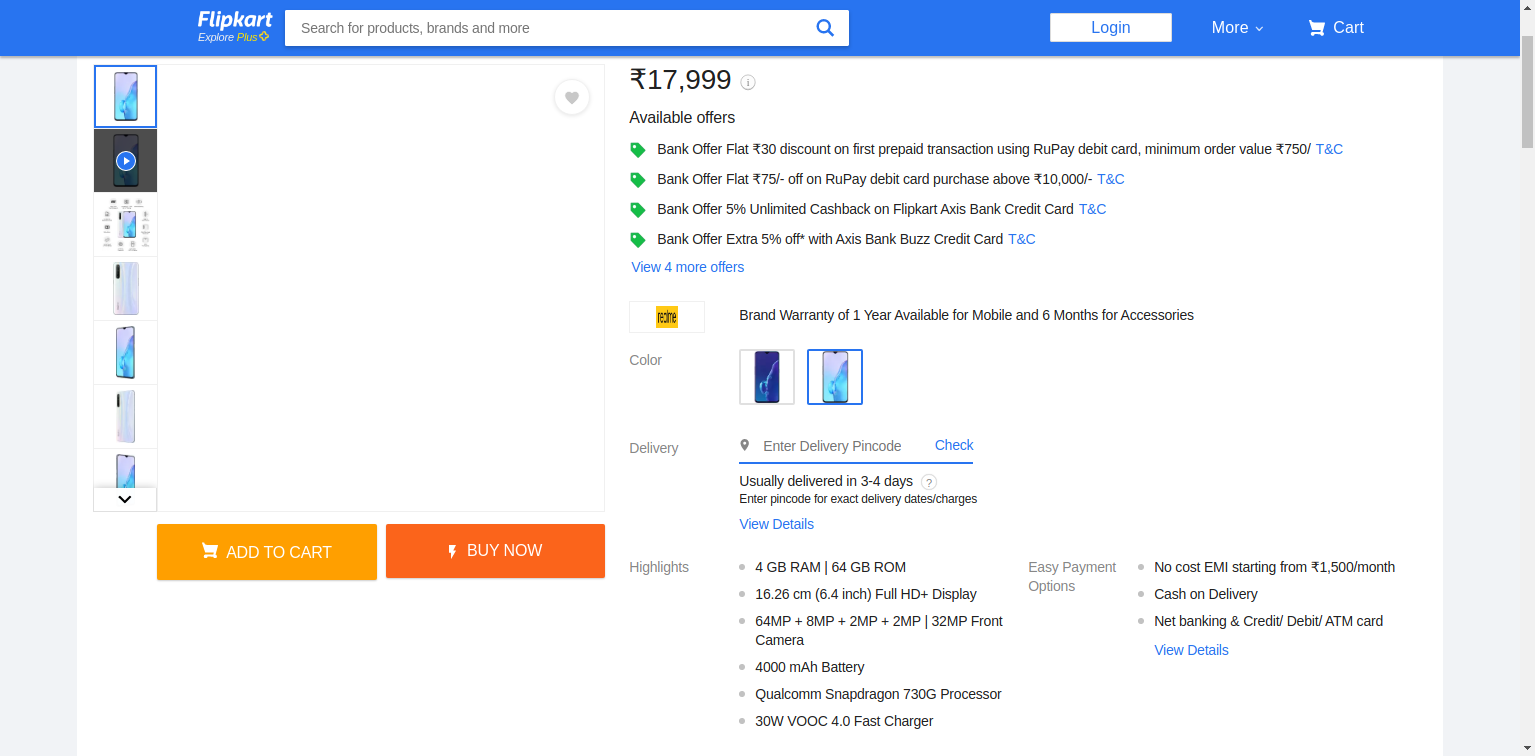 Flipkart
Explore Plus
Search for products, brands and more
Login
More
Cart
₹17,999
Available offers
Bank Offer Flat ₹30 discount on first prepaid transaction using RuPay debit card, minimum order value ₹750/ T&C
Bank Offer Flat ₹75/- off on RuPay debit card purchase above ₹10,000/- T&C
Bank Offer 5% Unlimited Cashback on Flipkart Axis Bank Credit Card T&C
Bank Offer Extra 5% off* with Axis Bank Buzz Credit Card T&C
View 4 more offers
realme
Brand Warranty of 1 Year Available for Mobile and 6 Months for Accessories
Color
Delivery
Enter Delivery Pincode
Check
Usually delivered in 3-4 days ?
Enter pincode for exact delivery dates/charges
View Details
ADD TO CART
BUY NOW
Highlights
4 GB RAM | 64 GB ROM
16.26 cm (6.4 inch) Full HD+ Display
64MP + 8MP + 2MP + 2MP | 32MP Front
Camera
4000 mAh Battery
Qualcomm Snapdragon 730G Processor
30W VOOC 4.0 Fast Charger
Easy Payment
Options
No cost EMI starting from ₹1,500/month
Cash on Delivery
Net banking & Credit/ Debit/ ATM card
View Details